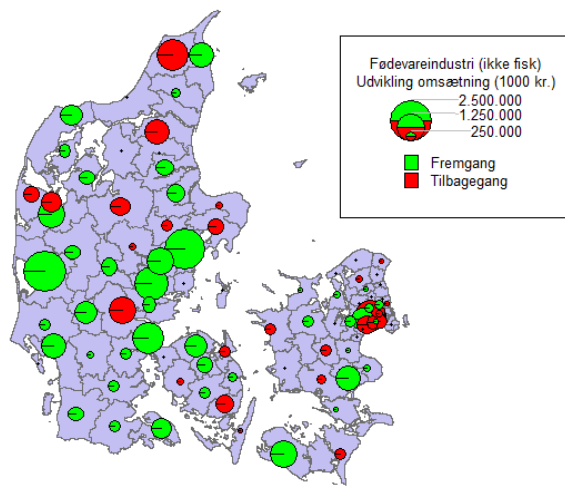 Fødevareindustri (ikke fisk)
Udvikling omsætning (1000 kr.)
2.500.000
1.250.000
250.000
Fremgang
Tilbagegang